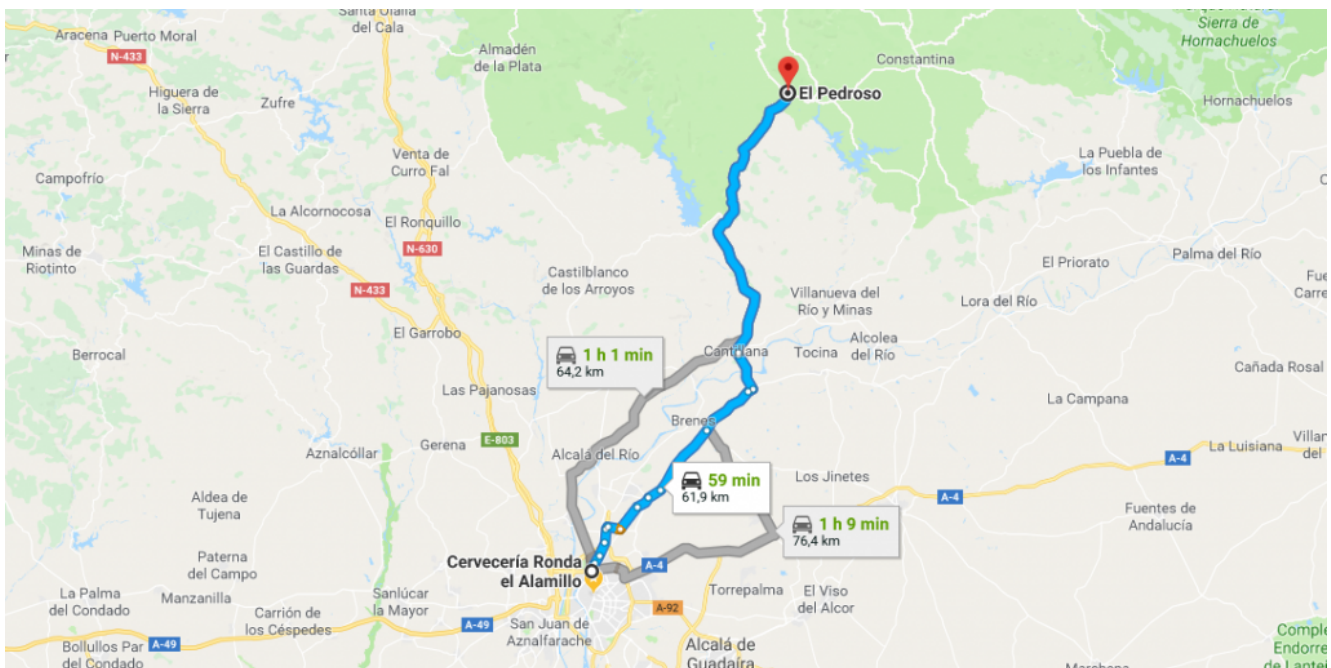 Santa Olalla
del Cala
Sierra de
Hornachuelos
Aracena
Puerto Moral
N-433
Almadén
de la Plata
Constantina
El Pedroso
Higuera de
la Sierra
Zufre
Hornachuelos
Venta de
Curro Fal
La Puebla de
los Infantes
Campofrío
La Alcornocosa
El Ronquillo
Minas de
Riotinto
El Castillo de
las Guardas
N-630
Palma del Río
El Priorato
Castilblanco
de los Arroyos
N-433
Villanueva del
Río y Minas
Lora del Río
El Garrobo
Alcolea
del Río
Berrocal
1 h 1 min
64,2 km
Cantillana
Tocina
Cañada Rosal
Las Pajanosas
La Campana
Brenes
E-803
Gerena
Aznalcóllar
Alcalá del Río
La Luisiana
A-4
59 min
61,9 km
Los Jinetes
A-4
Aldea de
Tujena
Fuentes de
Andalucía
1 h 9 min
76,4 km
Cervecería Ronda
el Alamillo
Paterna
del Campo
A-4
La Palma
del Condado
Manzanilla
Sanlúcar
la Mayor
Torrepalma
El Viso
del Alcor
Carrión de
los Céspedes
A-92
San Juan de
Aznalfarache
A-49
A-49
Bollullos Par
del Condado
Alcalá de
Guadaíra